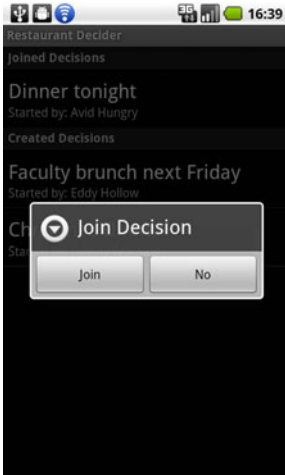 3G
16:39
Restaurant Decider
Joined Decisions
Dinner tonight
Started by: Avid Hungry
Created Decisions
Faculty brunch next Friday
Started by: Eddy Hollow
Join Decision
Join No